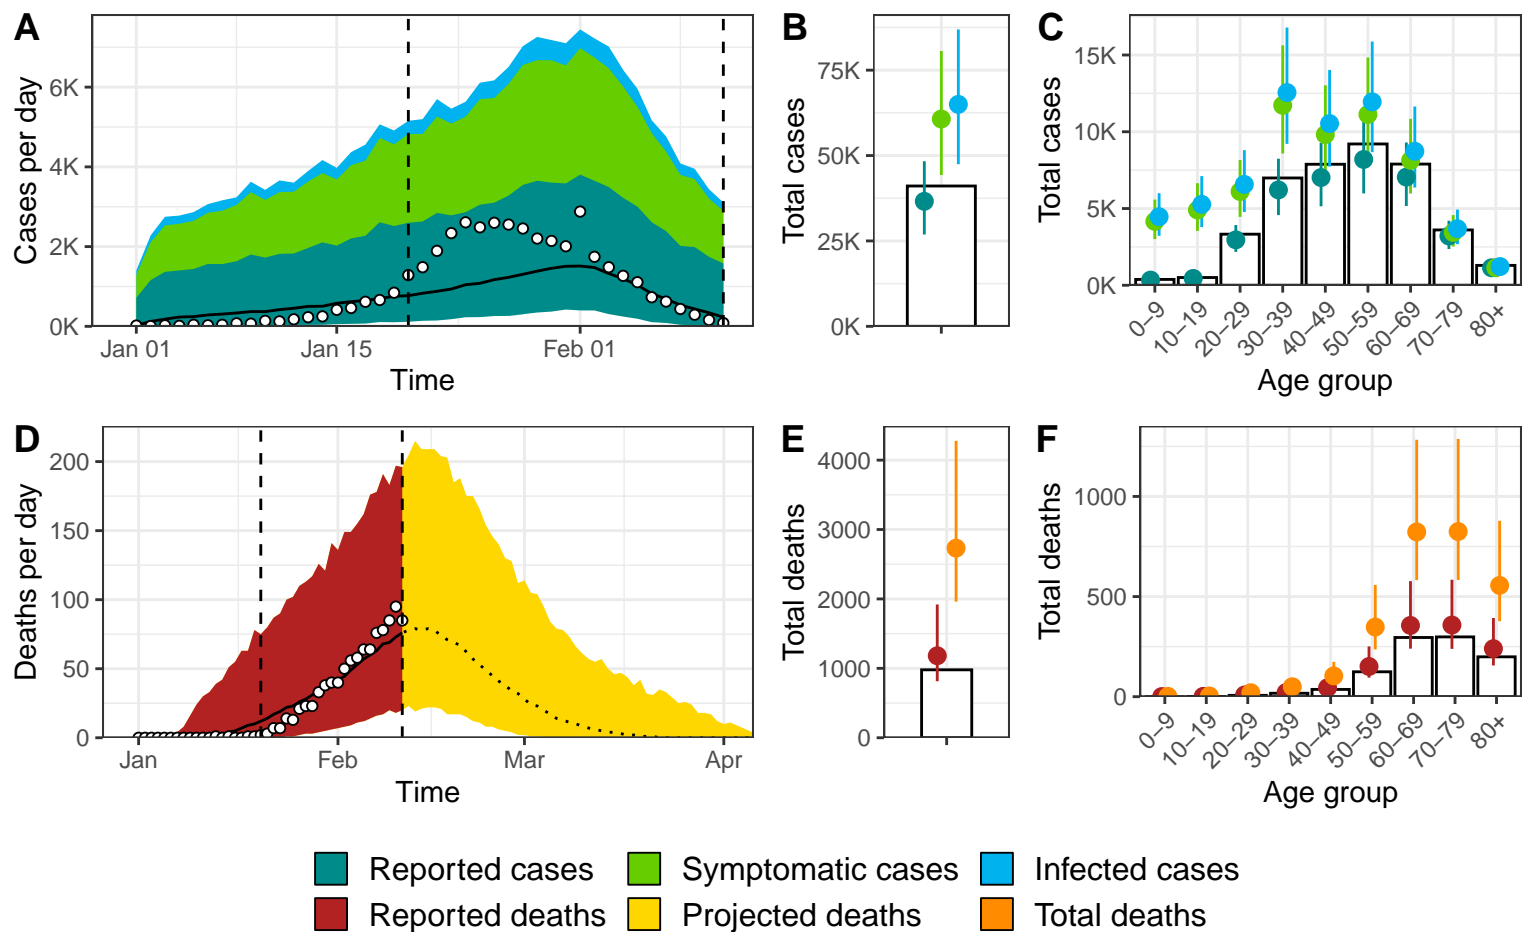 A
Cases per day
6K
4K
2K
0K
Jan 01
Jan 15
Feb 01
Time
B
Total cases
75K
50K
25K
0K
C
Total cases
15K
10K
5K
0K
0–9
10–19
20–29
30–39
40–49
50–59
60–69
70–79
80+
Age group
D
Deaths per day
200
150
100
50
0
Jan
Feb
Mar
Apr
Time
E
Total deaths
4000
3000
2000
1000
0
F
Total deaths
1000
500
0
0–9
10–19
20–29
30–39
40–49
50–59
60–69
70–79
80+
Age group
Reported cases
Symptomatic cases
Infected cases
Reported deaths
Projected deaths
Total deaths